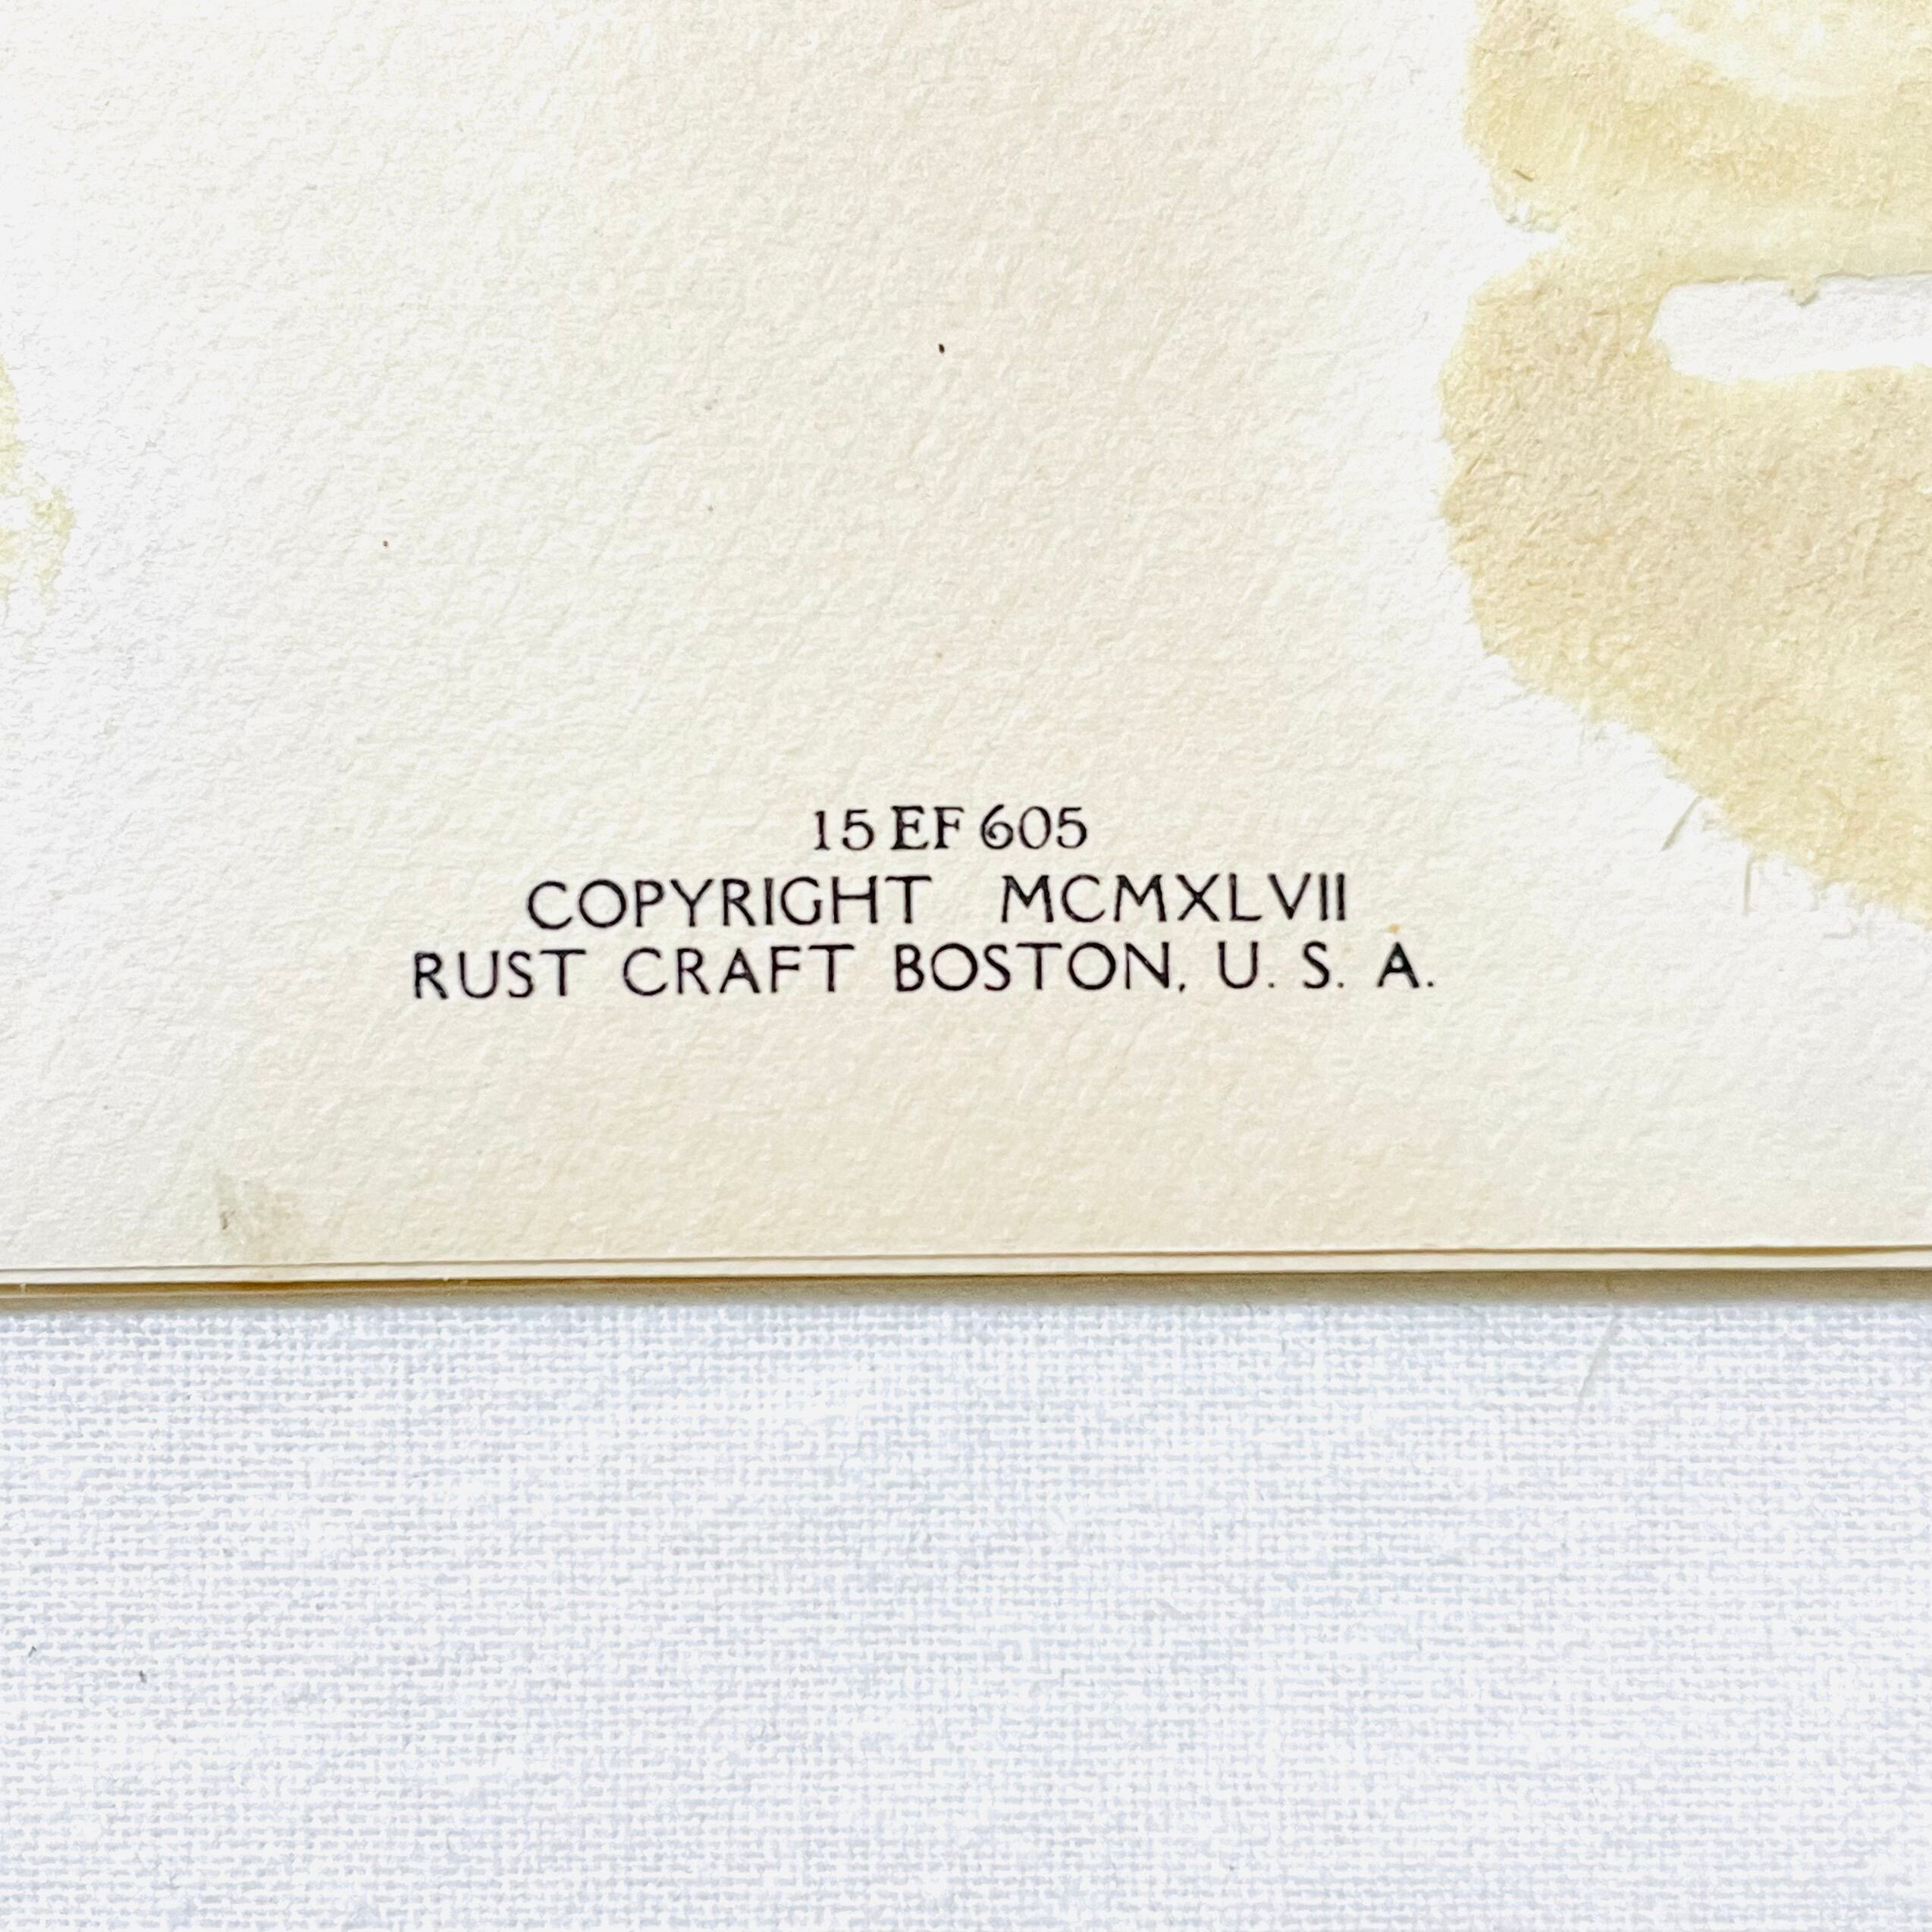 15 EF 605
COPYRIGHT MCMXLVII
RUST CRAFT BOSTON, U. S. A.